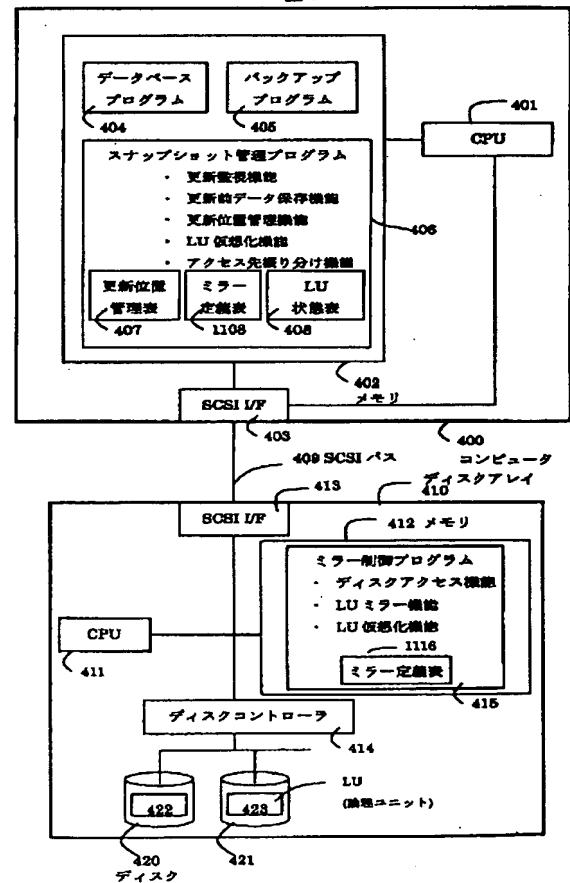 データベース
プログラム
404
バックアップ
プログラム
405
401
CPU
スナップショット管理プログラム
・ 更新監視機能
・ 更新前データ保存機能
・ 更新位置管理機能
・ LU 仮想化機能
・ アクセス先振り分け機能
406
更新位置
管理表
407
ミラー
定義表
1108
LU
状態表
408
402
メモリ
SCSI I/F
403
400
コンピュータ
409 SCSI バス
413
410
ディスクアレイ
SCSI I/F
412 メモリ
ミラー制御プログラム
・ ディスクアクセス機能
・ LU ミラー機能
・ LU 仮想化機能
1116
ミラー定義表
415
CPU
411
ディスクコントローラ
414
422
423
LU
(論理ユニット)
420
ディスク
421